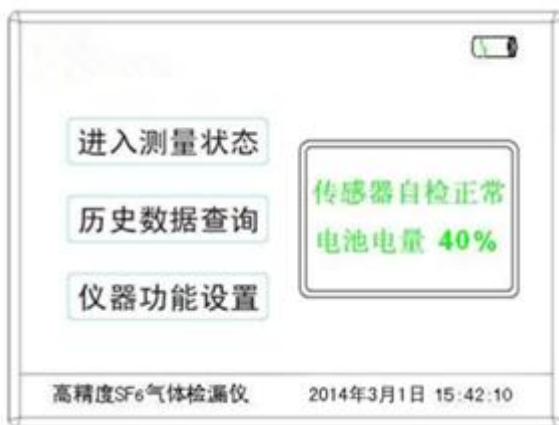 进入测量状态
历史数据查询
仪器功能设置
传感器自检正常
电池电量 40%
高精度SF6气体检漏仪
2014年3月1日 15:42:10